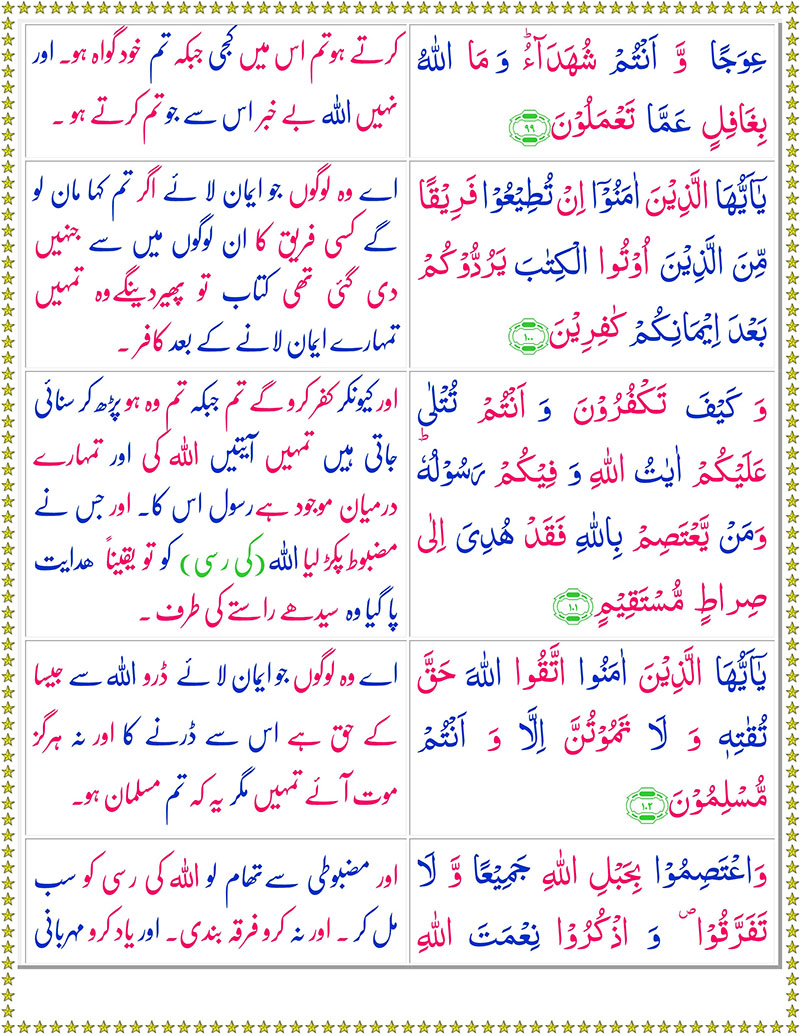 عِوَجًا وَّ اَنْتُمْ شُهَدَآءُ ؕ وَ مَا اللّٰهُ
بِغَافِلٍ عَمَّا تَعْمَلُوْنَ ۹۹
کرتے ہو تم اس میں کجی جبکہ تم خود گواہ ہو۔ اور
نہیں اللہ بے خبر اس سے جو تم کرتے ہو ۔
یٰۤاَیُّهَا الَّذِیْنَ اٰمَنُوْۤا اِنْ تُطِیْعُوْا فَرِیْقًا
مِّنَ الَّذِیْنَ اُوْتُوا الْكِتٰبَ یَرُدُّوْكُمْ
بَعْدَ اِیْمَانِكُمْ كٰفِرِیْنَ ۱۰۰
اے وہ لوگوں جو ایمان لائے اگر تم کہا مان لو
گے کسی فریق کا ان لوگوں میں سے جنہیں
دی گئی تھی کتاب تو پھیر دینگے وہ تمہیں
تمہارے ایمان لانے کے بعد کافر ۔
وَ كَیْفَ تَكْفُرُوْنَ وَ اَنْتُمْ تُتْلٰی
عَلَیْكُمْ اٰیٰتُ اللّٰهِ وَ فِیْكُمْ رَسُوْلُهٗ ؕ
وَمَنْ یَّعْتَصِمْ بِاللّٰهِ فَقَدْ هُدِیَ اِلٰی
صِراطٍ مُّسْتَقِیْمٍ ۱۰۱
اور کیونکر کفر کرو گے تم جبکہ تم وہ ہو پڑھ کر سنائی
جاتی ہیں تمہیں آیتیں اللہ کی اور تمہارے
درمیان موجود ہے رسول اس کا۔ اور جس نے
مضبوط پکڑ لیا اللہ (کی رسی) کو تو یقیناً ھدایت
پا گیا وہ سیدھے راستے کی طرف ۔
یٰۤاَیُّهَا الَّذِیْنَ اٰمَنُوا اتَّقُوا اللّٰهَ حَقَّ
تُقٰتِهٖ وَ لَا تَمُوْتُنَّ اِلَّا وَ اَنْتُمْ
مُّسْلِمُوْنَ ۱۰۲
اے وہ لوگوں جو ایمان لائے ڈرو اللہ سے جیسا
کے حق ہے اس سے ڈرنے کا اور نہ ہرگز
موت آئے تمہیں مگر یہ کہ تم مسلمان ہو۔
وَاعْتَصِمُوْا بِحَبْلِ اللّٰهِ جَمِیْعًا وَّ لَا
تَفَرَّقُوْا ۪ وَ اذْكُرُوْا نِعْمَتَ اللّٰهِ
اور مضبوطی سے تھام لو اللہ کی رسی کو سب
مل کر ۔ اور نہ کرو فرقہ بندی۔ اور یاد کرو مہربانی